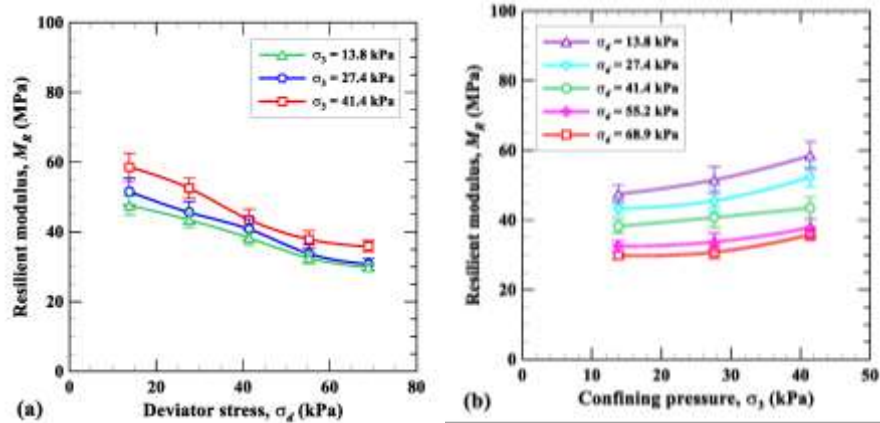 100
80
60
40
20
0
Resilient modulus, M_R (MPa)
σ3 = 13.8 kPa
σ3 = 27.4 kPa
σ3 = 41.4 kPa
0 20 40 60 80
(a) Deviator stress, σd (kPa)
100
80
60
40
20
0
Resilient modulus, M_R (MPa)
σd = 13.8 kPa
σd = 27.4 kPa
σd = 41.4 kPa
σd = 55.2 kPa
σd = 68.9 kPa
0 10 20 30 40 50
(b) Confining pressure, σ3 (kPa)